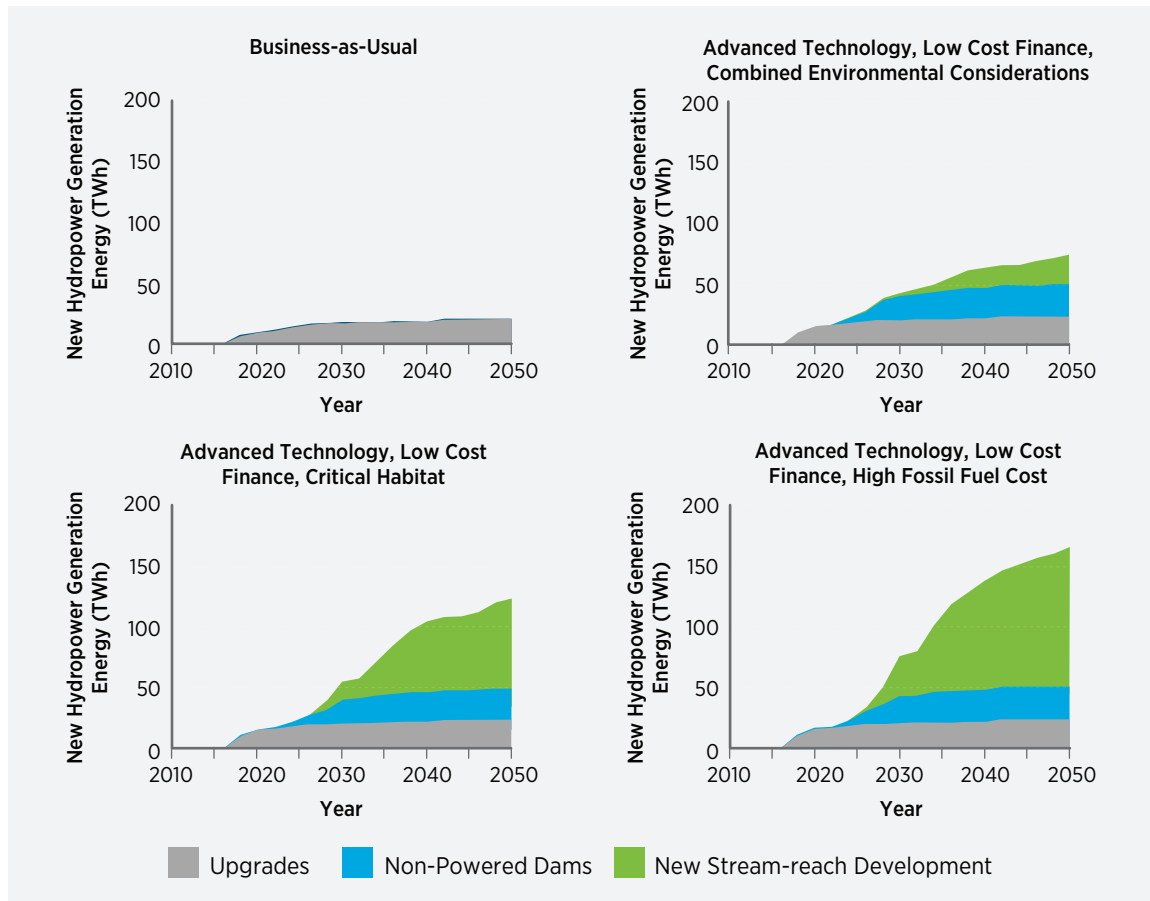 Business-as-Usual
New Hydropower Generation
Energy (TWh)
200
150
100
50
0
2010 2020 2030 2040 2050
Year
Advanced Technology, Low Cost Finance,
Combined Environmental Considerations
New Hydropower Generation
Energy (TWh)
200
150
100
50
0
2010 2020 2030 2040 2050
Year
Advanced Technology, Low Cost
Finance, Critical Habitat
New Hydropower Generation
Energy (TWh)
200
150
100
50
0
2010 2020 2030 2040 2050
Year
Advanced Technology, Low Cost
Finance, High Fossil Fuel Cost
New Hydropower Generation
Energy (TWh)
200
150
100
50
0
2010 2020 2030 2040 2050
Year
Upgrades Non-Powered Dams New Stream-reach Development